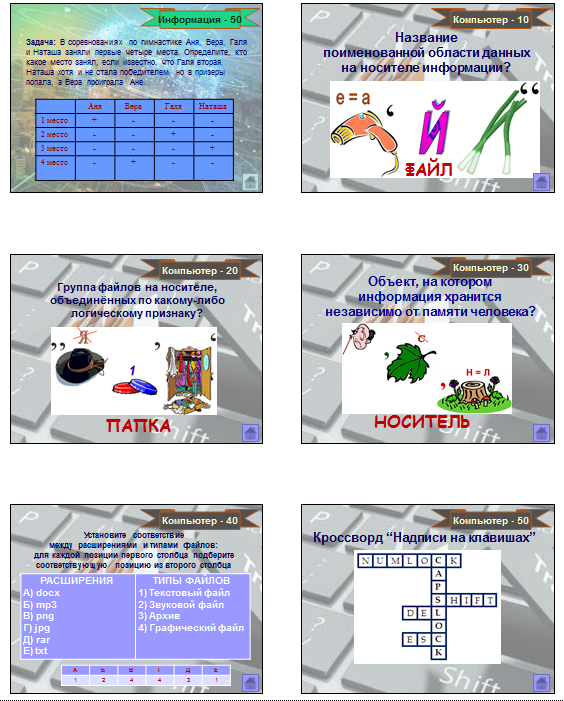 Информация - 50
Задача: В соревнованиях по гимнастике Аня, Вера, Галя
и Наташа заняли первые четыре места. Определите, кто
какое место занял, если известно, что Галя вторая,
Наташа хотя и не стала победителем, но в призеры
попала, а Вера проиграла Ане.
Аня Вера Галя Наташа
1 место + - - -
2 место - - + -
3 место - - - +
4 место - + - -
Компьютер - 10
Название
поименованной области данных
на носителе информации?
е = а ‘ Й “
ФАЙЛ
Shift
Компьютер - 20
Группа файлов на носителе,
объединённых по какому-либо
логическому признаку?
,, Я 1 , ‘
ПАПКА
Shift
Компьютер - 30
Объект, на котором
информация хранится
независимо от памяти человека?
, с , н = л
НОСИТЕЛЬ
Shift
Компьютер - 40
Установите соответствие
между расширениями и типами файлов:
для каждой позиции первого столбца подберите
соответствующую позицию из второго столбца
РАСШИРЕНИЯ ТИПЫ ФАЙЛОВ
А) docx 1) Текстовый файл
Б) mp3 2) Звуковой файл
В) png 3) Архив
Г) jpg 4) Графический файл
Д) rar
Е) txt
А Б В Г Д Е
1 2 4 4 3 1
Shift
Компьютер - 50
Кроссворд “Надписи на клавишах”
NUMLOCK
CAPSLOCK
SHIFT
DEL
ESC
Shift